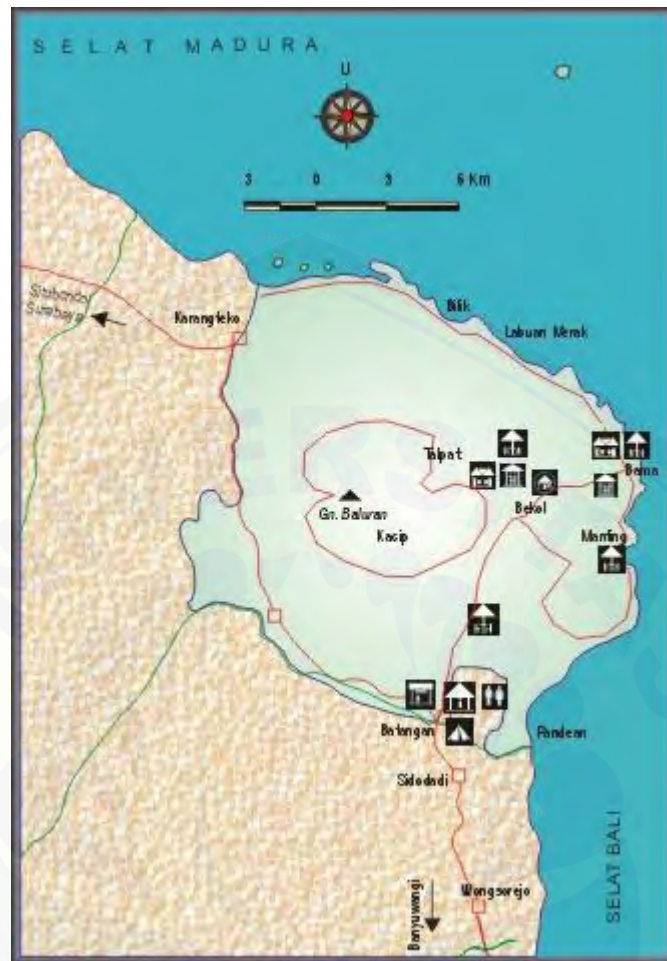 SELAT MADURA
U
3 0 3 6 Km
Situbondo
Surabaya
Karangteko
Bilik
Labuan Merak
Talpat
Bama
Gn. Baluran
Bekol
Kacip
Manting
Batangan
Pandean
Sidodadi
SELAT BALI
Banyuwangi
Wongsorejo